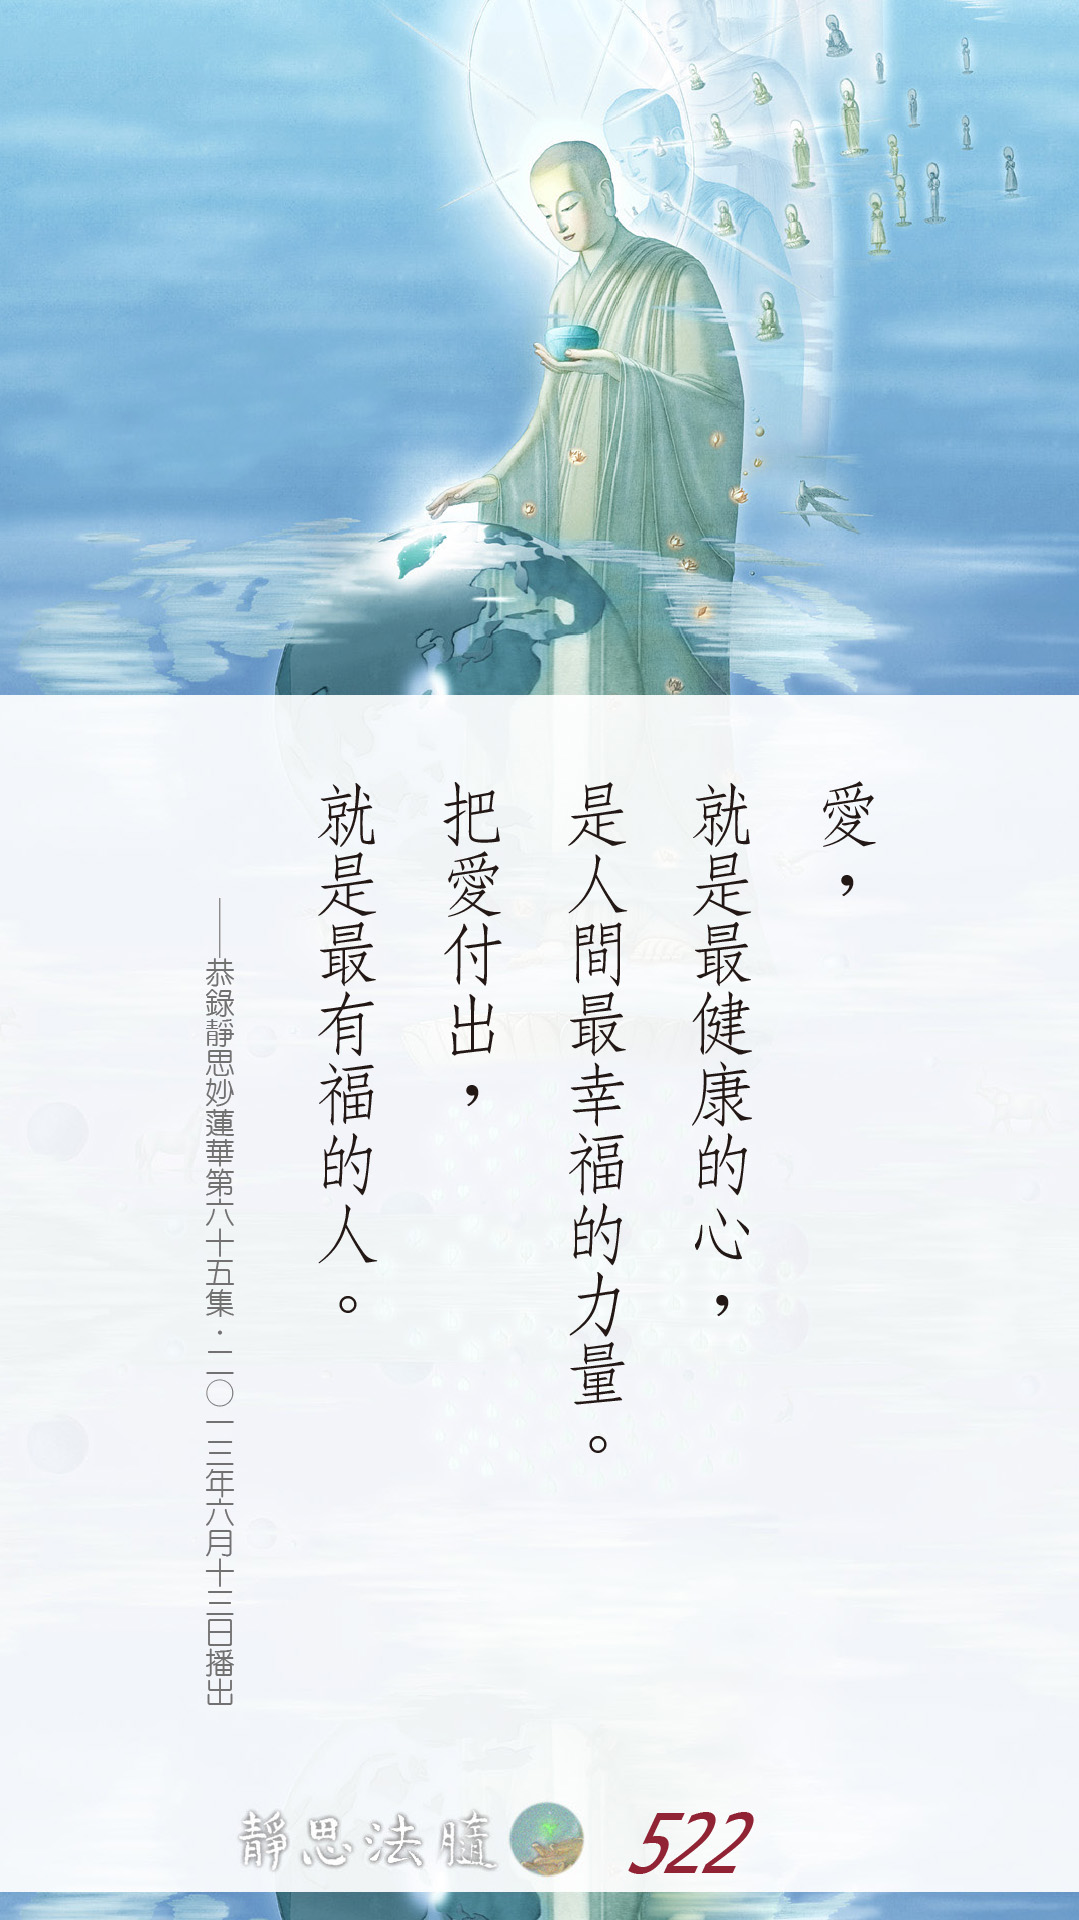 愛，
就是最健康的心，
是人間最幸福的力量。
把愛付出，
就是最有福的人。
——恭錄靜思妙蓮華第六十五集．二〇一三年六月十三日播出
靜思法髓
522